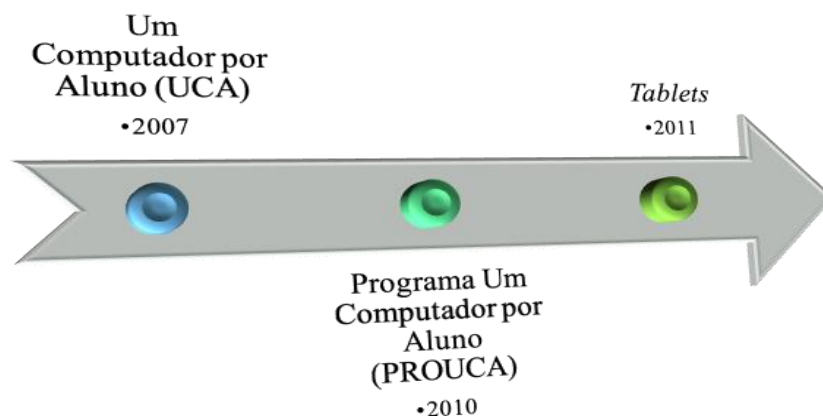 Um
Computador por
Aluno (UCA)
•2007
Programa Um
Computador por
Aluno
(PROUCA)
•2010
Tablets
•2011